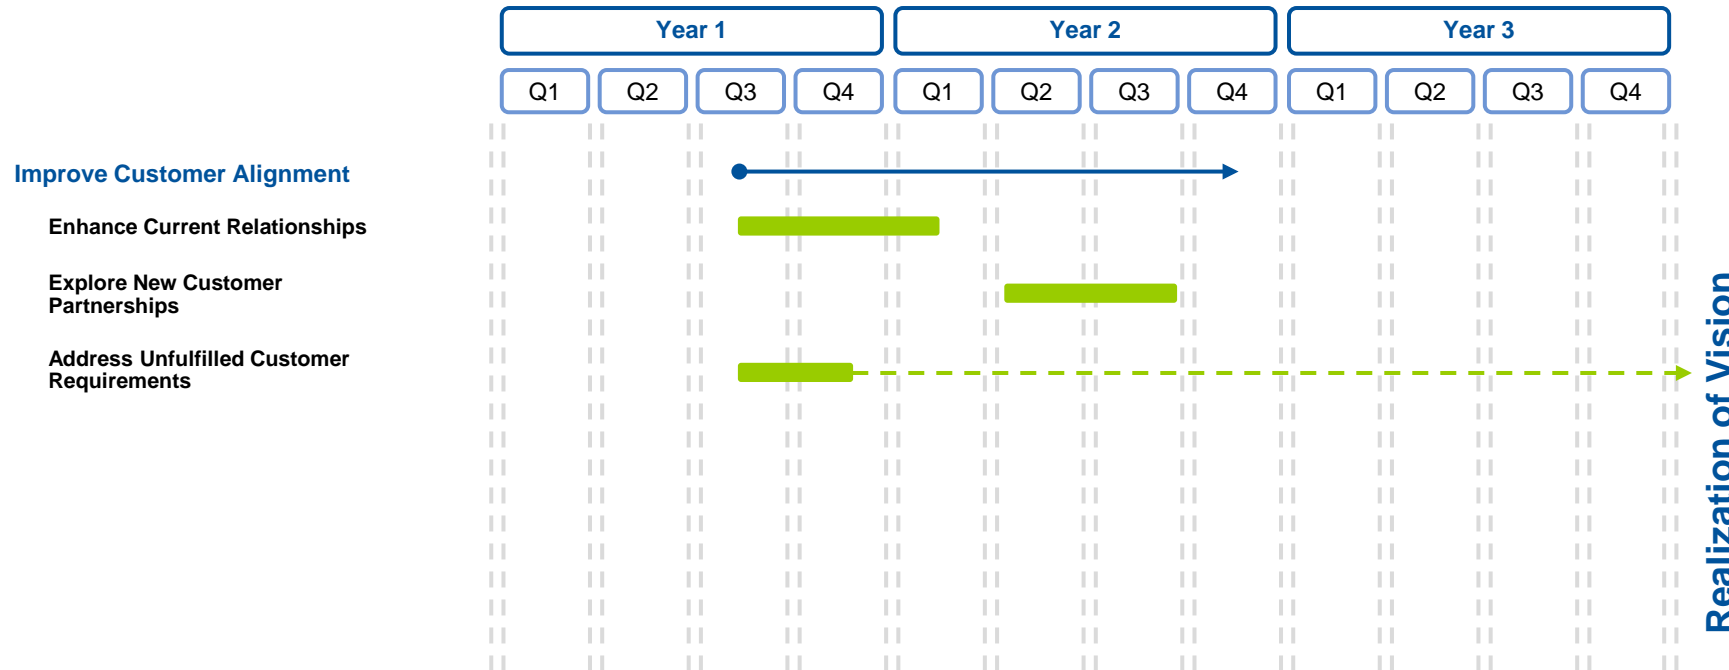 Year 1 Year 2 Year 3
Q1 Q2 Q3 Q4 Q1 Q2 Q3 Q4 Q1 Q2 Q3 Q4
Improve Customer Alignment
Enhance Current Relationships
Explore New Customer
Partnerships
Address Unfulfilled Customer
Requirements
Realization of Vision